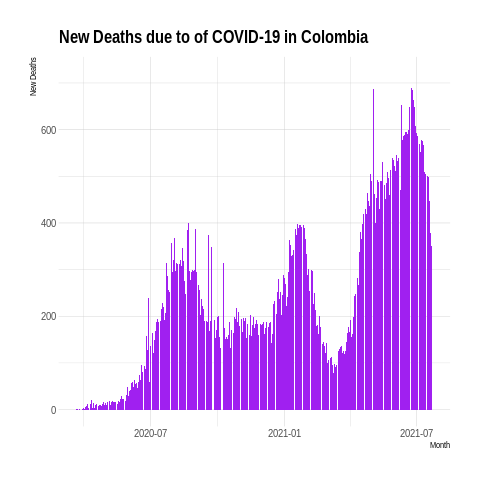 New Deaths due to of COVID-19 in Colombia
New Deaths
600
400
200
0
2020-07
2021-01
2021-07
Month